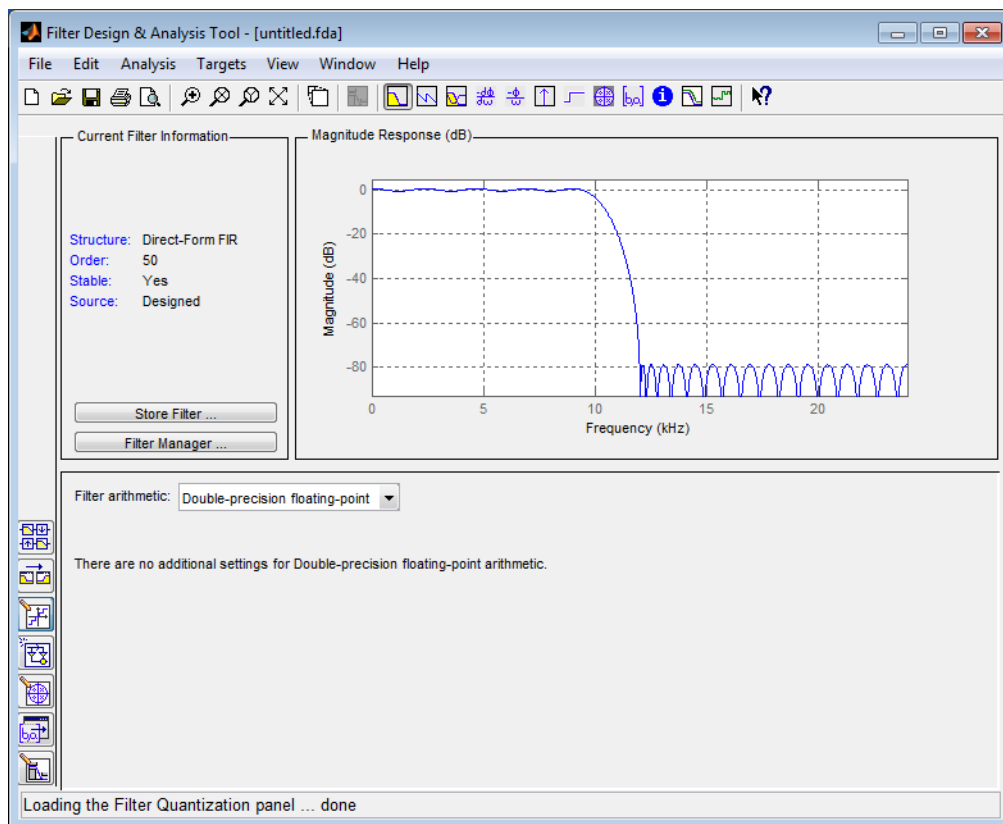 Filter Design & Analysis Tool - [untitled.fda]
File Edit Analysis Targets View Window Help
[b,a]
Current Filter Information
Structure: Direct-Form FIR
Order: 50
Stable: Yes
Source: Designed
Store Filter ...
Filter Manager ...
Magnitude Response (dB)
Magnitude (dB)
0
-20
-40
-60
-80
0 5 10 15 20
Frequency (kHz)
Filter arithmetic: Double-precision floating-point
There are no additional settings for Double-precision floating-point arithmetic.
Loading the Filter Quantization panel ... done